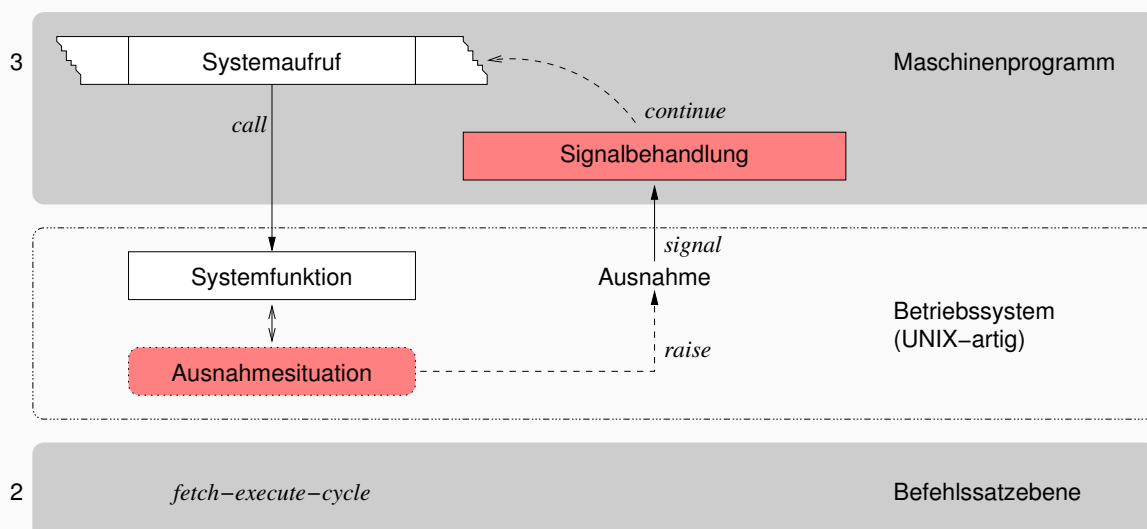 3
Systemaufruf
Maschinenprogramm
call
continue
Signalbehandlung
signal
Systemfunktion
Ausnahme
Betriebssystem
(UNIX−artig)
raise
Ausnahmesituation
2
fetch−execute−cycle
Befehlssatzebene